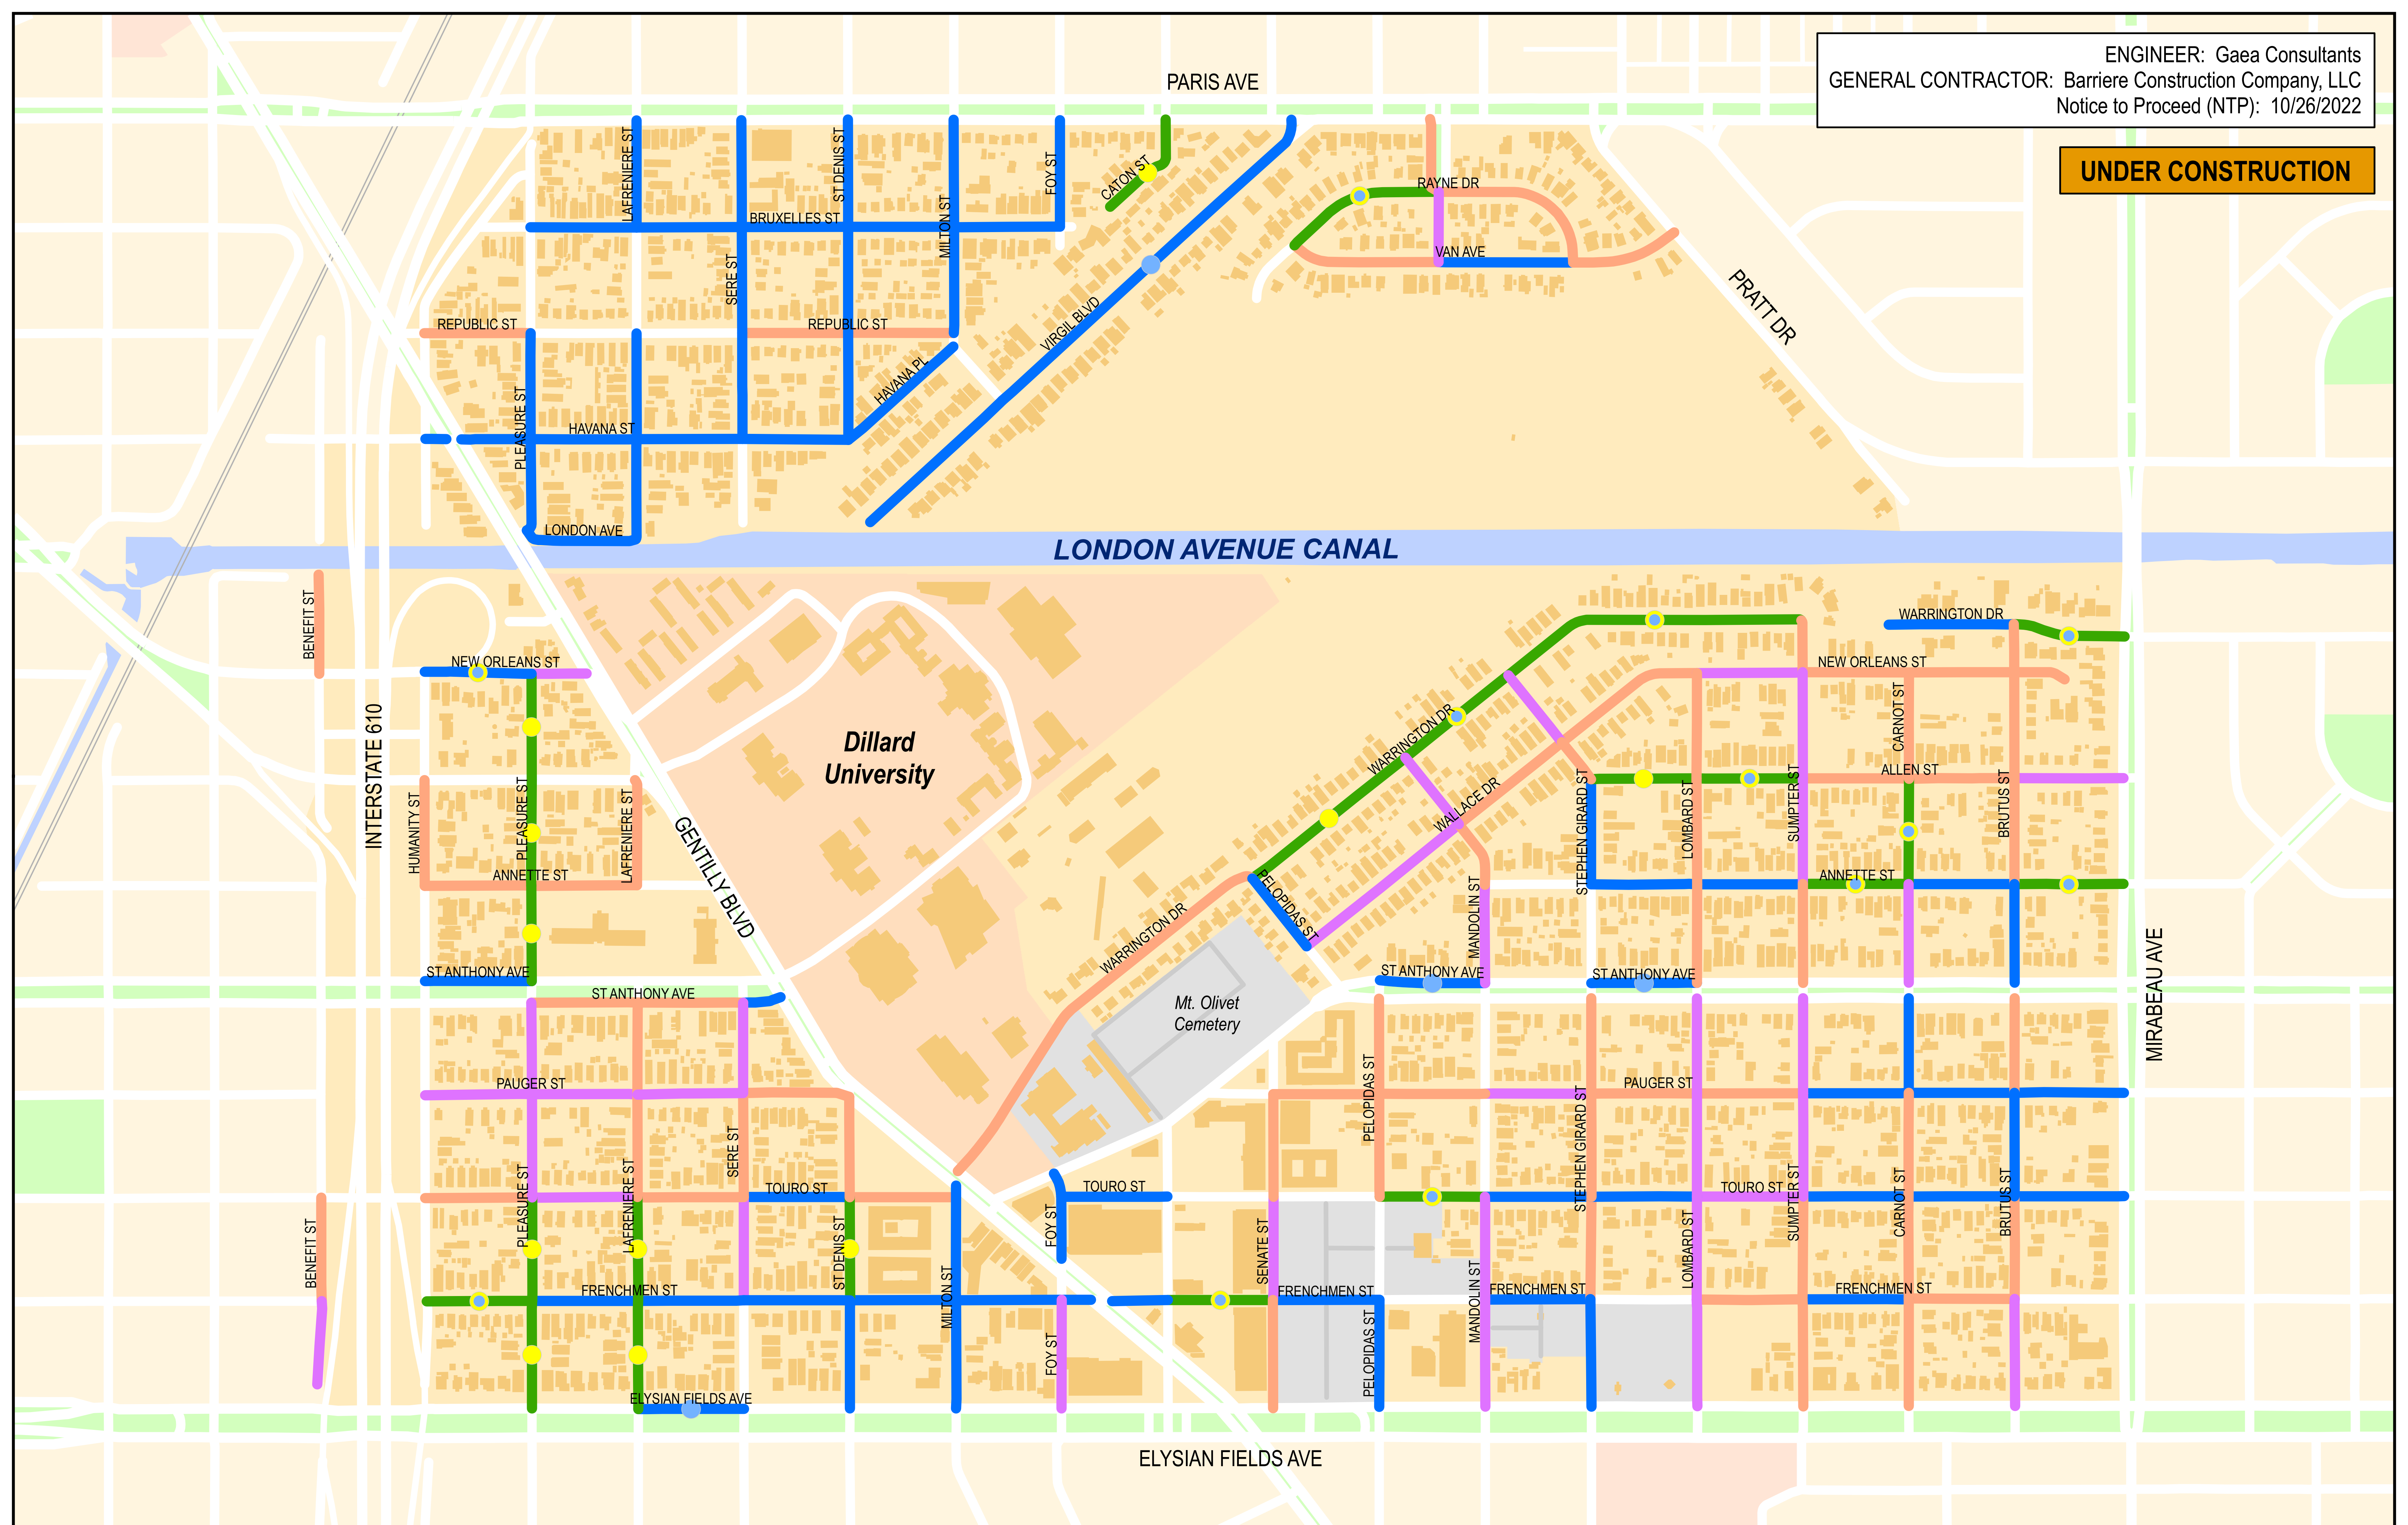 PARIS AVE
ENGINEER: Gaea Consultants
GENERAL CONTRACTOR: Barriere Construction Company, LLC
Notice to Proceed (NTP): 10/26/2022
UNDER CONSTRUCTION
LAFRENIERE ST
ST DENIS ST
FOY ST
CATON ST
RAYNE DR
BRUXELLES ST
MILTON ST
SERE ST
VAN AVE
PRATT DR
REPUBLIC ST
REPUBLIC ST
VIRGIL BLVD
HAVANA PL
PLEASURE ST
HAVANA ST
LONDON AVE
LONDON AVENUE CANAL
BENEFIT ST
WARRINGTON DR
NEW ORLEANS ST
NEW ORLEANS ST
INTERSTATE 610
Dillard
University
WARRINGTON DR
CARNOT ST
ALLEN ST
HUMANITY ST
PLEASURE ST
LAFRENIERE ST
GENTILLY BLVD
WALLACE DR
STEPHEN GIRARD ST
LOMBARD ST
SUMPTER ST
BRUTUS ST
ANNETTE ST
ANNETTE ST
PELOPIDAS ST
MANDOLIN ST
WARRINGTON DR
ST ANTHONY AVE
ST ANTHONY AVE
ST ANTHONY AVE
ST ANTHONY AVE
Mt. Olivet
Cemetery
MIRABEAU AVE
PAUGER ST
PAUGER ST
PELOPIDAS ST
STEPHEN GIRARD ST
SERE ST
PLEASURE ST
LAFRENIERE ST
TOURO ST
TOURO ST
TOURO ST
SUMPTER ST
CARNOT ST
BRUTUS ST
BENEFIT ST
ST DENIS ST
FOY ST
SENATE ST
LOMBARD ST
FRENCHMEN ST
MILTON ST
FRENCHMEN ST
MANDOLIN ST
FRENCHMEN ST
FRENCHMEN ST
FOY ST
PELOPIDAS ST
ELYSIAN FIELDS AVE
ELYSIAN FIELDS AVE